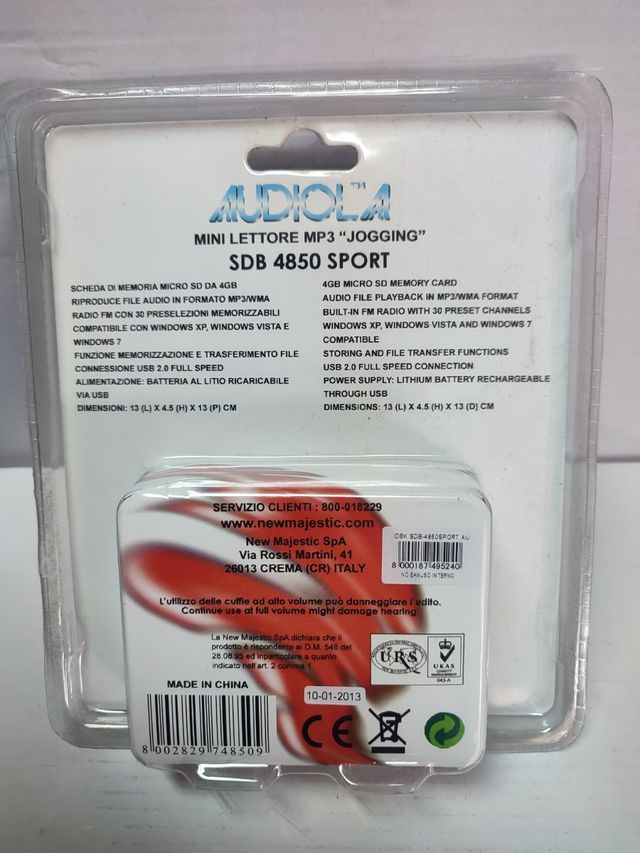 AUDIOLA™
MINI LETTORE MP3 “JOGGING”
SDB 4850 SPORT
SCHEDA DI MEMORIA MICRO SD DA 4GB
RIPRODUCE FILE AUDIO IN FORMATO MP3/WMA
RADIO FM CON 30 PRESELEZIONI MEMORIZZABILI
COMPATIBILE CON WINDOWS XP, WINDOWS VISTA E
WINDOWS 7
FUNZIONE MEMORIZZAZIONE E TRASFERIMENTO FILE
CONNESSIONE USB 2.0 FULL SPEED
ALIMENTAZIONE: BATTERIA AL LITIO RICARICABILE
VIA USB
DIMENSIONI: 13 (L) X 4.5 (H) X 13 (P) CM
4GB MICRO SD MEMORY CARD
AUDIO FILE PLAYBACK IN MP3/WMA FORMAT
BUILT-IN FM RADIO WITH 30 PRESET CHANNELS
WINDOWS XP, WINDOWS VISTA AND WINDOWS 7
COMPATIBLE
STORING AND FILE TRANSFER FUNCTIONS
USB 2.0 FULL SPEED CONNECTION
POWER SUPPLY: LITHIUM BATTERY RECHARGEABLE
THROUGH USB
DIMENSIONS: 13 (L) X 4.5 (H) X 13 (D) CM
SERVIZIO CLIENTI : 800-018229
www.newmajestic.com
New Majestic SpA
Via Rossi Martini, 41
26013 CREMA (CR) ITALY
DSK SDB-4850SPORT AU
8 000187 495240
NO BANUSO INTERNO
L'utilizzo delle cuffie ad alto volume può danneggiare l'udito.
Continue use at full volume might damage hearing.
La New Majestic SpA dichiara che il
prodotto è rispondente al D.M. 548 del
28.08.95 ed inparticolare a quanto
indicato nell'art. 2 comma 1
URS
UKAS
QUALITY
MANAGEMENT
043-A
MADE IN CHINA
10-01-2013
8 002829 748509
CE